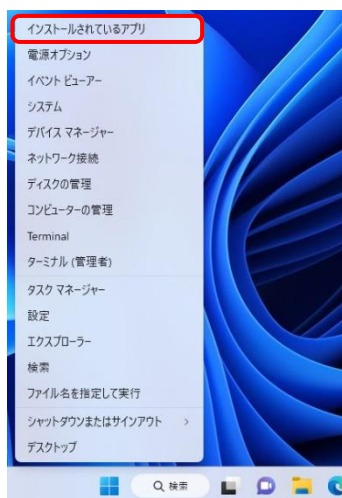 インストールされているアプリ
電源オプション
イベント ビューアー
システム
デバイス マネージャー
ネットワーク接続
ディスクの管理
コンピューターの管理
Terminal
ターミナル (管理者)
タスク マネージャー
設定
エクスプローラー
検索
ファイル名を指定して実行
シャットダウンまたはサインアウト
デスクトップ
検索